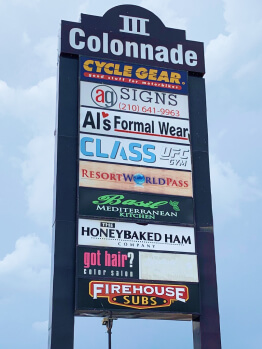 III
Colonnade
CYCLE GEAR
good stuff for motorbikes
ag SIGNS
(210) 641-9963
Al's Formal Wear
CLASS UFC
GYM
RESORTWORLDPASS
Basil
MEDITERRANEAN
KITCHEN
THE
HONEYBAKED HAM
COMPANY
got hair?
color salon
FIREHOUSE
SUBS